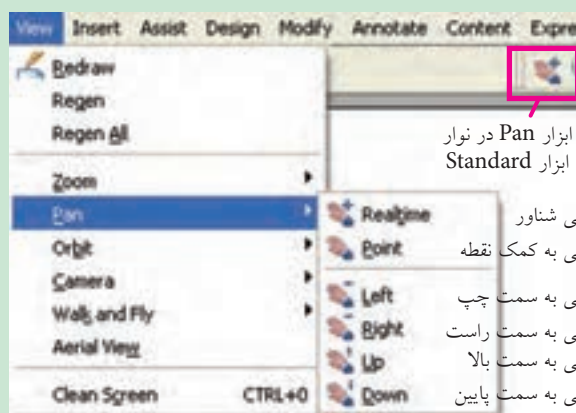 View Insert Assist Design Modify Annotate Content Expre
Redraw
Regen
Regen All
ابزار Pan در نوار
ابزار Standard
Zoom
Pan
Realtime
ی شناور
Orbit
Point
ی به کمک نقطه
Camera
Left
ی به سمت چپ
Walk and Fly
Right
ی به سمت راست
Aerial View
Up
ی به سمت بالا
Clean Screen CTRL+0
Down
ی به سمت پایین